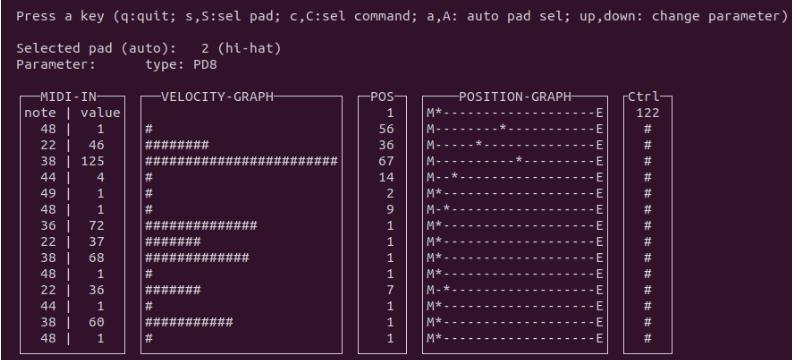 Press a key (q:quit; s,S:sel pad; c,C:sel command; a,A: auto pad sel; up,down: change parameter)
Selected pad (auto): 2 (hi-hat)
Parameter: type: PD8
MIDI-IN VELOCITY-GRAPH POS POSITION-GRAPH Ctrl
note | value 1 M*-------------------E 122
48 | 1 # 56 M----------*---------E #
22 | 46 ######## 36 M------*-------------E #
38 | 125 ######################## 67 M------------*-------E #
44 | 4 # 14 M--*-----------------E #
49 | 1 # 2 M*-------------------E #
48 | 1 # 9 M-*------------------E #
36 | 72 ############## 1 M*-------------------E #
22 | 37 ####### 1 M*-------------------E #
38 | 68 ############# 1 M*-------------------E #
48 | 1 # 1 M*-------------------E #
22 | 36 ####### 7 M-*------------------E #
44 | 1 # 1 M*-------------------E #
38 | 60 ########### 1 M*-------------------E #
48 | 1 # 1 M*-------------------E #